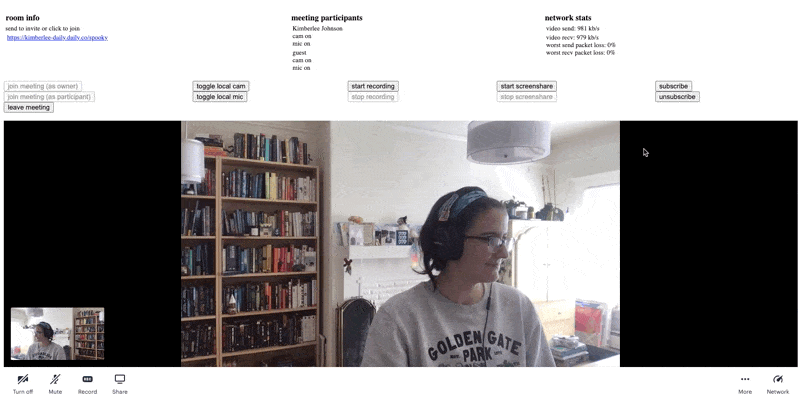 room info
send to invite or click to join
https://kimberlee-daily.daily.co/spooky
meeting participants
Kimberlee Johnson
cam on
mic on
guest
cam on
mic on
network stats
video send: 981 kb/s
video recv: 979 kb/s
worst send packet loss: 0%
worst recv packet loss: 0%
join meeting (as owner)
join meeting (as participant)
leave meeting
toggle local cam
toggle local mic
start recording
stop recording
start screenshare
stop screenshare
subscribe
unsubscribe
GOLDEN GATE
PARK
Turn off
Mute
Record
Share
More
Network